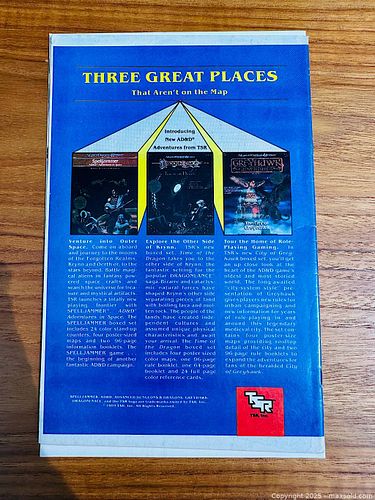 THREE GREAT PLACES
That Aren't on the Map
Introducing
New AD&D®
Adventures from TSR
Spelljammer
GREYHAWK
Venture into Outer
Space. Come on aboard
and journey to the moons
of the Forgotten Realms,
Krynn and Oerth or, to the
stars beyond. Battle mag-
ical aliens in fantasy pow-
ered space crafts and
search the universe for trea-
sure and mystical artifacts.
TSR launches a totally new
playing frontier with
SPELLJAMMER™ AD&D®
Adventures in Space. The
SPELLJAMMER boxed set
includes 24 color stand-up
counters, four poster-sized
maps and two 96-page
information booklets. The
SPELLJAMMER game . . .
the beginning of another
fantastic AD&D campaign.
Explore the Other Side
of Krynn. TSR's new
boxed set, Time of the
Dragon takes you to the
other side of Krynn, the
fantastic setting for the
popular DRAGONLANCE®
saga. Bizarre and cataclys-
mic natural forces have
shaped Krynn's other side
separating pieces of land
with boiling lava and mol-
ten rock. The people of the
lands have created inde-
pendent cultures and
assumed unique physical
characteristics and await
your arrival. The Time of
the Dragon boxed set
includes four poster-sized
color maps, one 96-page
rule booklet, one 64-page
booklet and 24 full page
color reference cards.
Tour the Home of Role-
Playing Gaming. In
TSR's new City of Grey-
hawk boxed set, you'll get
an up-close look at the
heart of the AD&D game's
oldest and most storied
world. The long awaited
"city/system style" pre-
sentation of Greyhawk
gives players new rules for
urban campaigning and
new information for years
of role-playing in and
around this legendary
medieval city. The set con-
tains four poster-size
maps providing rooftop
detail of the city and two
96-page rule booklets to
expand the adventures for
fans of the heralded City
of Greyhawk.
SPELLJAMMER, AD&D, ADVANCED DUNGEONS & DRAGONS, GREYHAWK,
DRAGONLANCE, and the TSR logo are trademarks owned by TSR, Inc.
©1989 TSR, Inc. All Rights Reserved.
TSR
TSR, Inc.
Copyright 2025 - maxsold.com